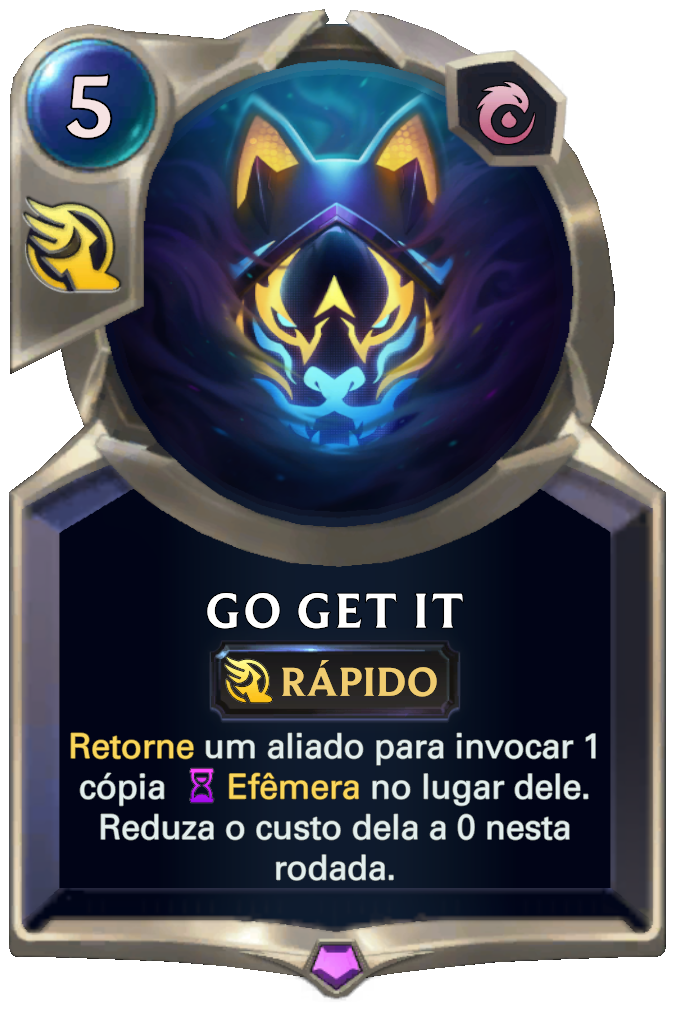 5
GO GET IT
RÁPIDO
Retorne um aliado para invocar 1
cópia Efêmera no lugar dele.
Reduza o custo dela a 0 nesta
rodada.